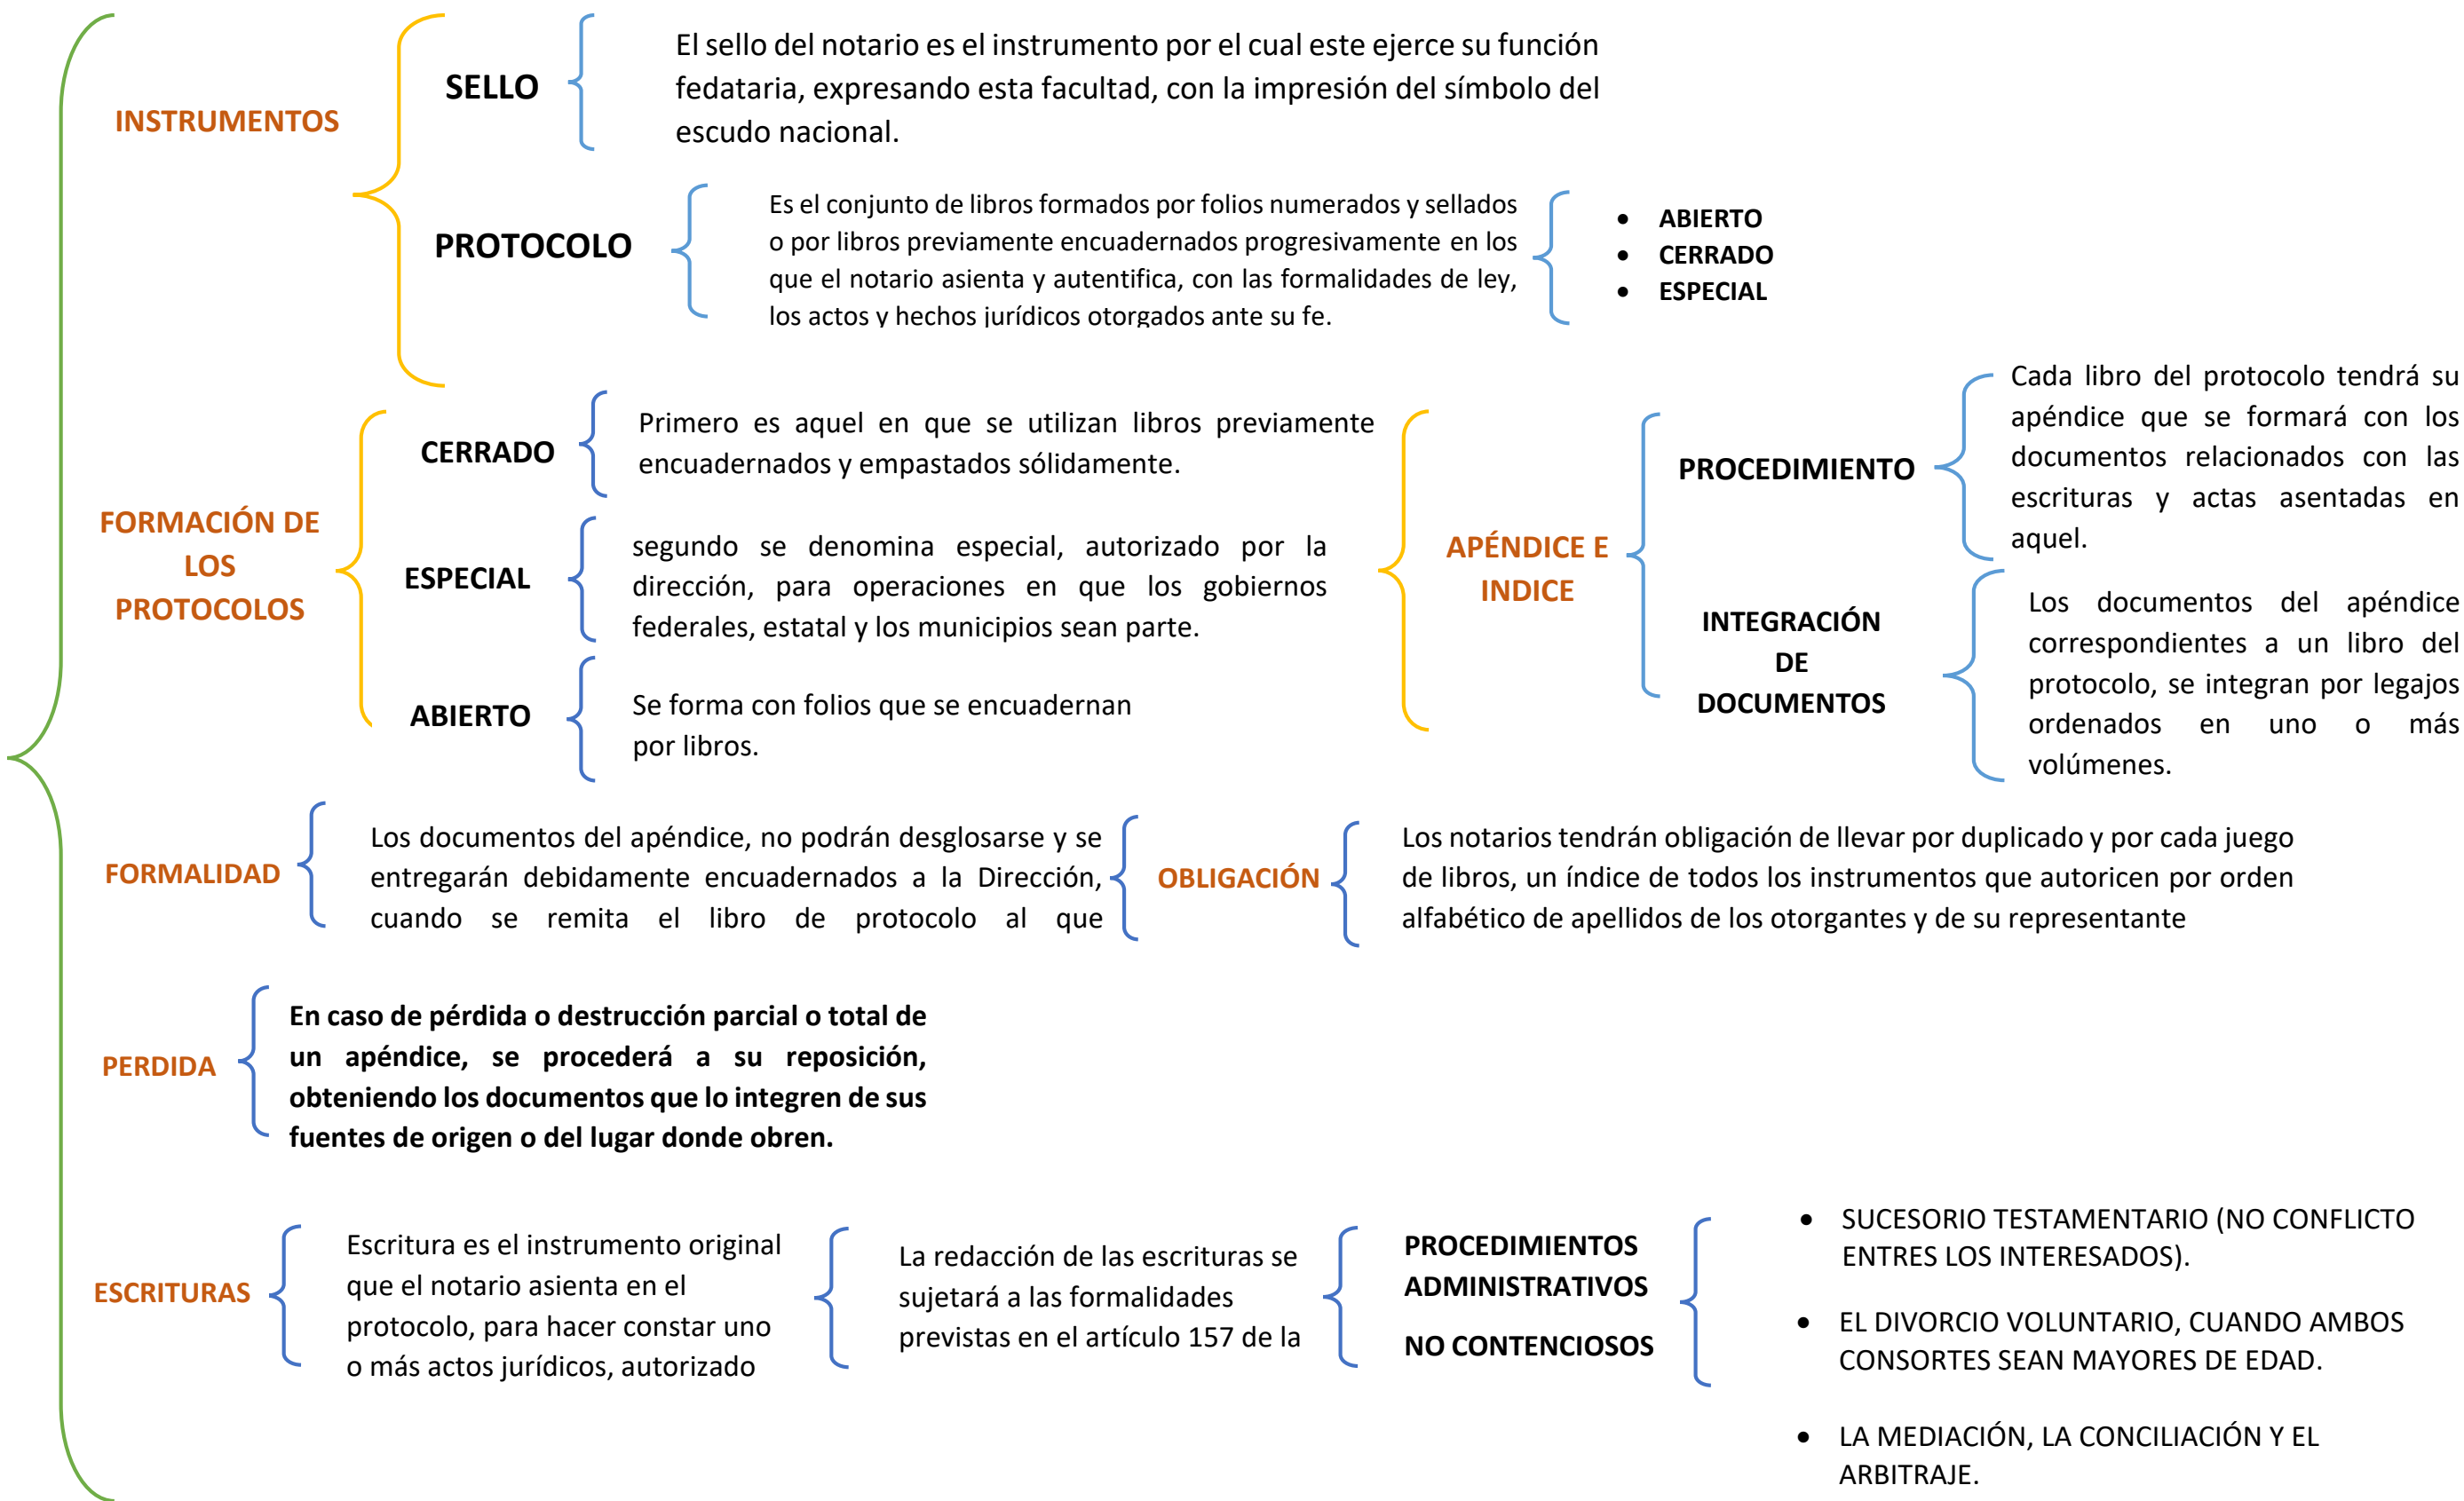 INSTRUMENTOS
SELLO
El sello del notario es el instrumento por el cual este ejerce su función
fedataria, expresando esta facultad, con la impresión del símbolo del
escudo nacional.
PROTOCOLO
Es el conjunto de libros formados por folios numerados y sellados
o por libros previamente encuadernados progresivamente en los
que el notario asienta y autentifica, con las formalidades de ley,
los actos y hechos jurídicos otorgados ante su fe.
• ABIERTO
• CERRADO
• ESPECIAL
FORMACIÓN DE
LOS
PROTOCOLOS
CERRADO
Primero es aquel en que se utilizan libros previamente
encuadernados y empastados sólidamente.
ESPECIAL
segundo se denomina especial, autorizado por la
dirección, para operaciones en que los gobiernos
federales, estatal y los municipios sean parte.
ABIERTO
Se forma con folios que se encuadernan
por libros.
APÉNDICE E
INDICE
PROCEDIMIENTO
Cada libro del protocolo tendrá su
apéndice que se formará con los
documentos relacionados con las
escrituras y actas asentadas en
aquel.
INTEGRACIÓN
DE
DOCUMENTOS
Los documentos del apéndice
correspondientes a un libro del
protocolo, se integran por legajos
ordenados en uno o más
volúmenes.
FORMALIDAD
Los documentos del apéndice, no podrán desglosarse y se
entregarán debidamente encuadernados a la Dirección,
cuando se remita el libro de protocolo al que
OBLIGACIÓN
Los notarios tendrán obligación de llevar por duplicado y por cada juego
de libros, un índice de todos los instrumentos que autoricen por orden
alfabético de apellidos de los otorgantes y de su representante
PERDIDA
En caso de pérdida o destrucción parcial o total de
un apéndice, se procederá a su reposición,
obteniendo los documentos que lo integren de sus
fuentes de origen o del lugar donde obren.
ESCRITURAS
Escritura es el instrumento original
que el notario asienta en el
protocolo, para hacer constar uno
o más actos jurídicos, autorizado
La redacción de las escrituras se
sujetará a las formalidades
previstas en el artículo 157 de la
PROCEDIMIENTOS
ADMINISTRATIVOS
NO CONTENCIOSOS
• SUCESORIO TESTAMENTARIO (NO CONFLICTO
ENTRES LOS INTERESADOS).
• EL DIVORCIO VOLUNTARIO, CUANDO AMBOS
CONSORTES SEAN MAYORES DE EDAD.
• LA MEDIACIÓN, LA CONCILIACIÓN Y EL
ARBITRAJE.